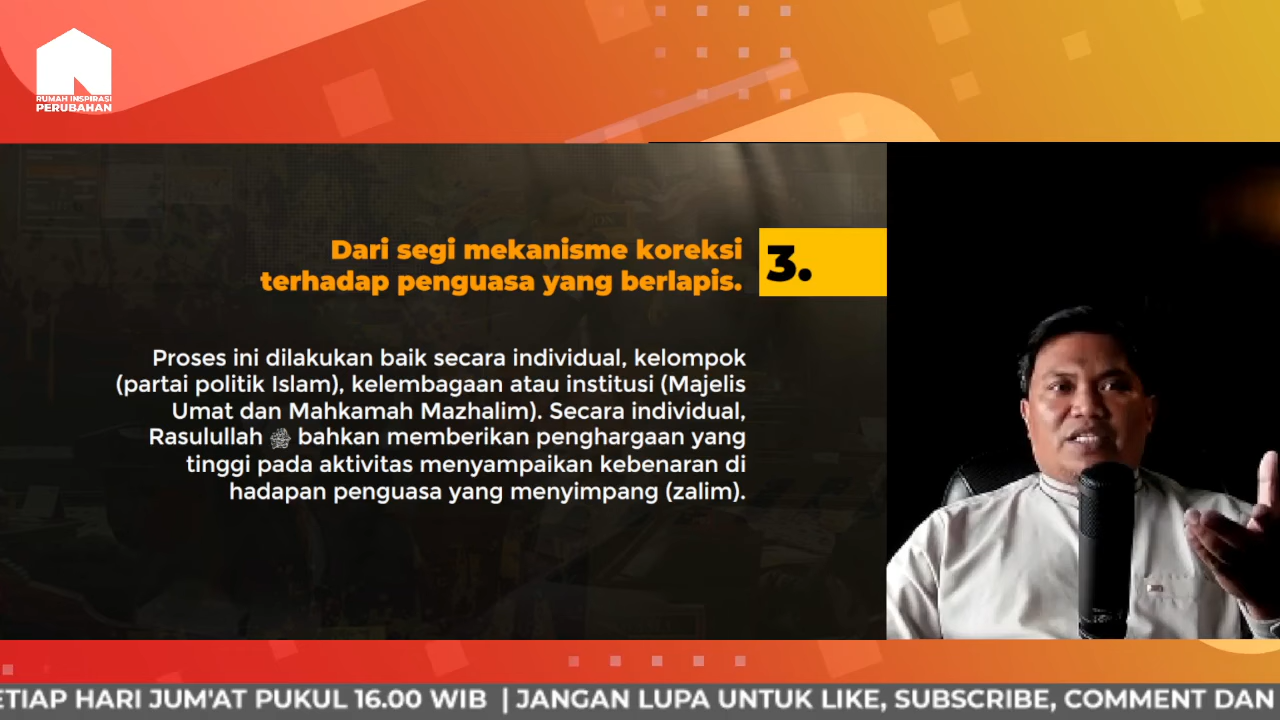 RUMAH INSPIRASI
PERUBAHAN
Dari segi mekanisme koreksi
terhadap penguasa yang berlapis.
3.
Proses ini dilakukan baik secara individual, kelompok
(partai politik Islam), kelembagaan atau institusi (Majelis
Umat dan Mahkamah Mazhalim). Secara individual,
Rasulullah ﷺ bahkan memberikan penghargaan yang
tinggi pada aktivitas menyampaikan kebenaran di
hadapan penguasa yang menyimpang (zalim).
ETIAP HARI JUM'AT PUKUL 16.00 WIB | JANGAN LUPA UNTUK LIKE, SUBSCRIBE, COMMENT DAN